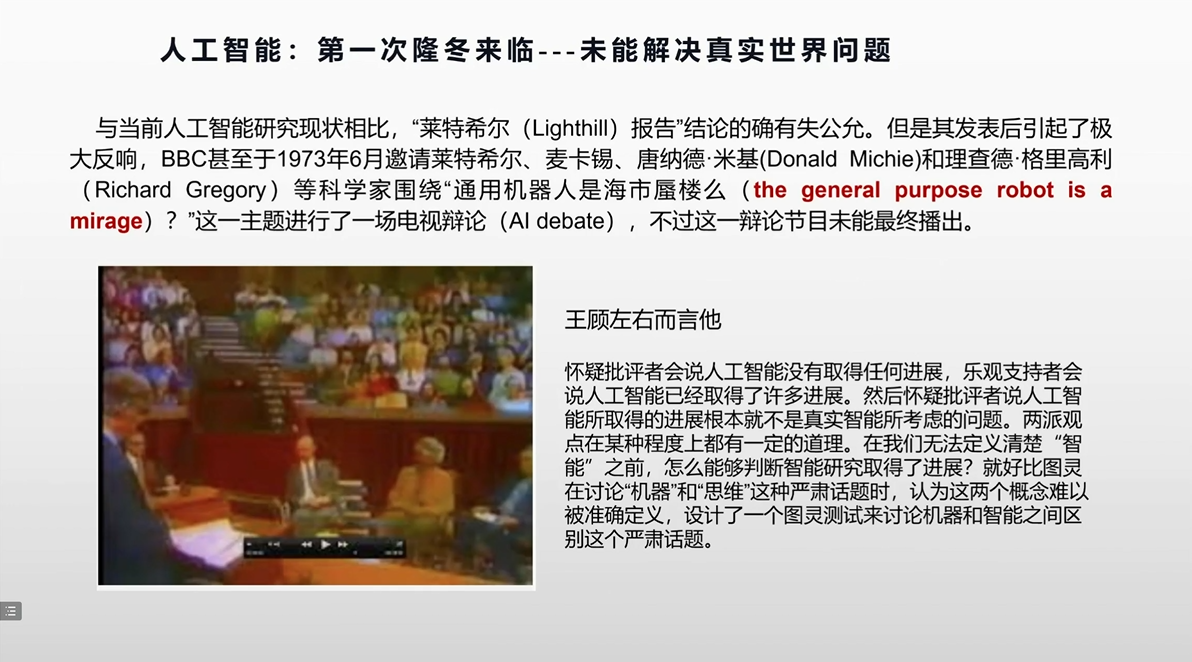 人工智能：第一次隆冬来临---未能解决真实世界问题
与当前人工智能研究现状相比，“莱特希尔（Lighthill）报告”结论的确有失公允。但是其发表后引起了极
大反响，BBC甚至于1973年6月邀请莱特希尔、麦卡锡、唐纳德·米基(Donald Michie)和理查德·格里高利
（Richard Gregory）等科学家围绕“通用机器人是海市蜃楼么（the general purpose robot is a
mirage）？”这一主题进行了一场电视辩论（AI debate），不过这一辩论节目未能最终播出。
王顾左右而言他
怀疑批评者会说人工智能没有取得任何进展，乐观支持者会
说人工智能已经取得了许多进展。然后怀疑批评者说人工智
能所取得的进展根本就不是真实智能所考虑的问题。两派观
点在某种程度上都有一定的道理。在我们无法定义清楚“智
能”之前，怎么能够判断智能研究取得了进展？就好比图灵
在讨论“机器”和“思维”这种严肃话题时，认为这两个概念难以
被准确定义，设计了一个图灵测试来讨论机器和智能之间区
别这个严肃话题。